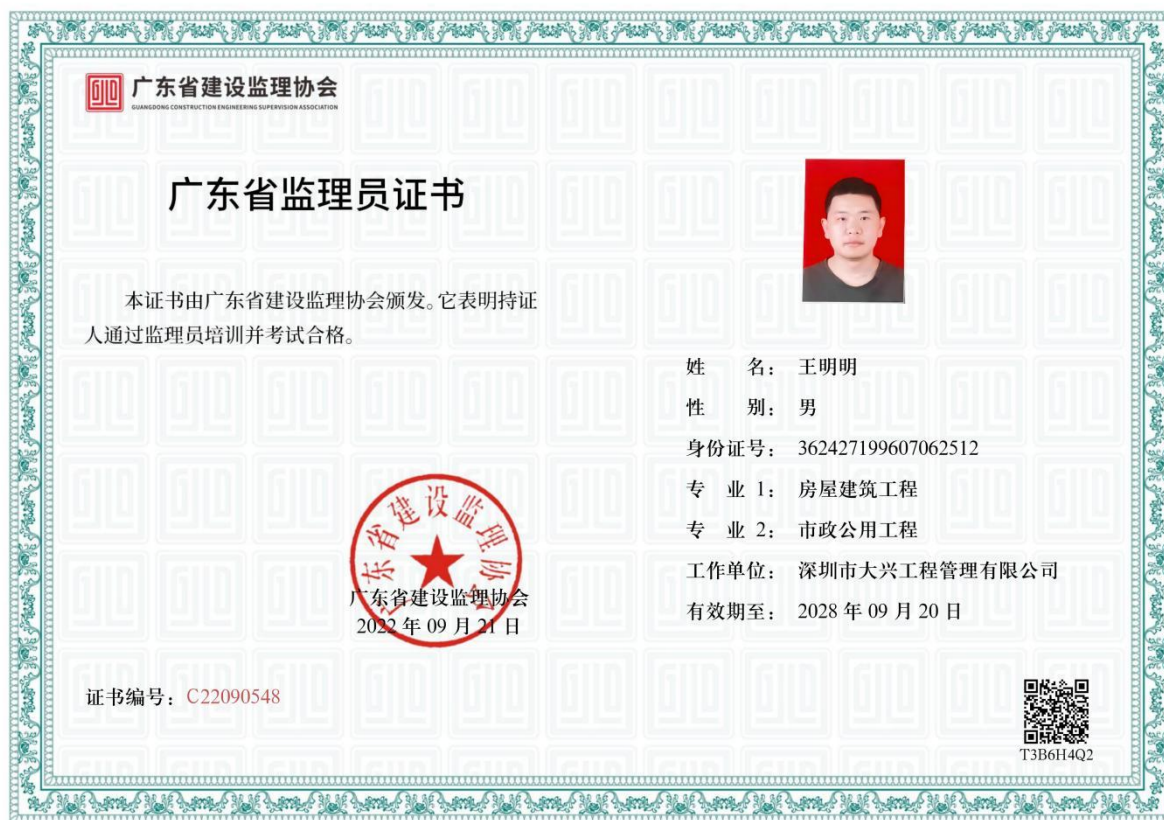 广东省建设监理协会
GUANGDONG CONSTRUCTION ENGINEERING SUPERVISION ASSOCIATION
广东省监理员证书
本证书由广东省建设监理协会颁发。它表明持证
人通过监理员培训并考试合格。
姓 名： 王明明
性 别： 男
身份证号： 362427199607062512
专 业 1： 房屋建筑工程
专 业 2： 市政公用工程
工作单位： 深圳市大兴工程管理有限公司
有效期至： 2028 年 09 月 20 日
广东省建设监理协会
广东省建设监理协会
2022 年 09 月 21 日
证书编号：C22090548
T3B6H4Q2